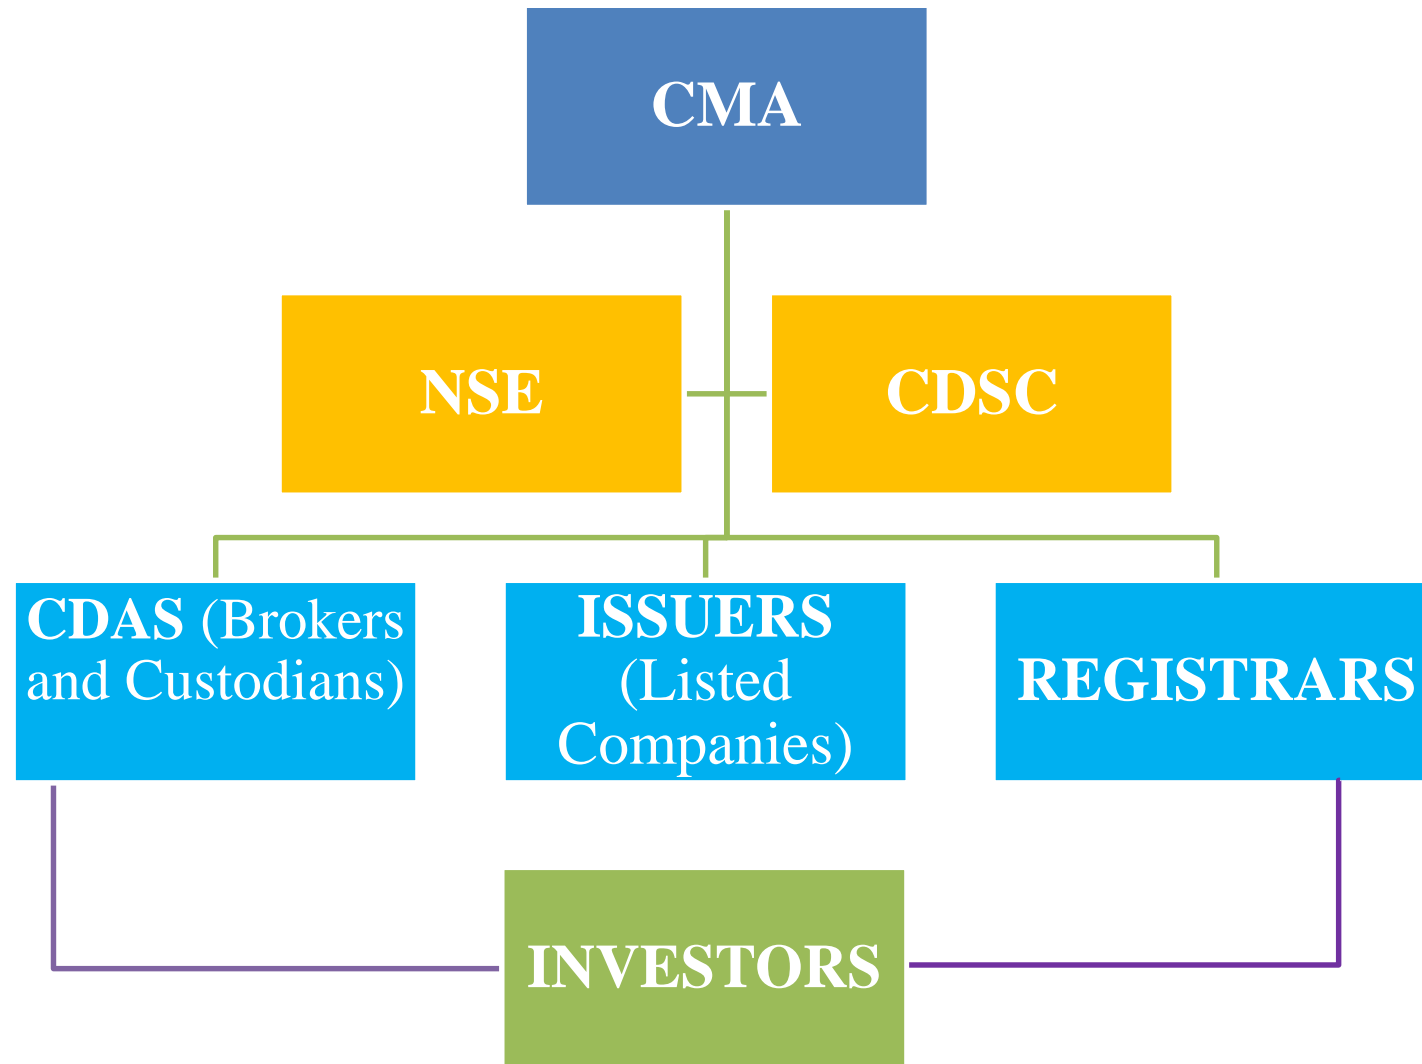 CMA
NSE
CDSC
CDAS (Brokers
and Custodians)
ISSUERS
(Listed
Companies)
REGISTRARS
INVESTORS